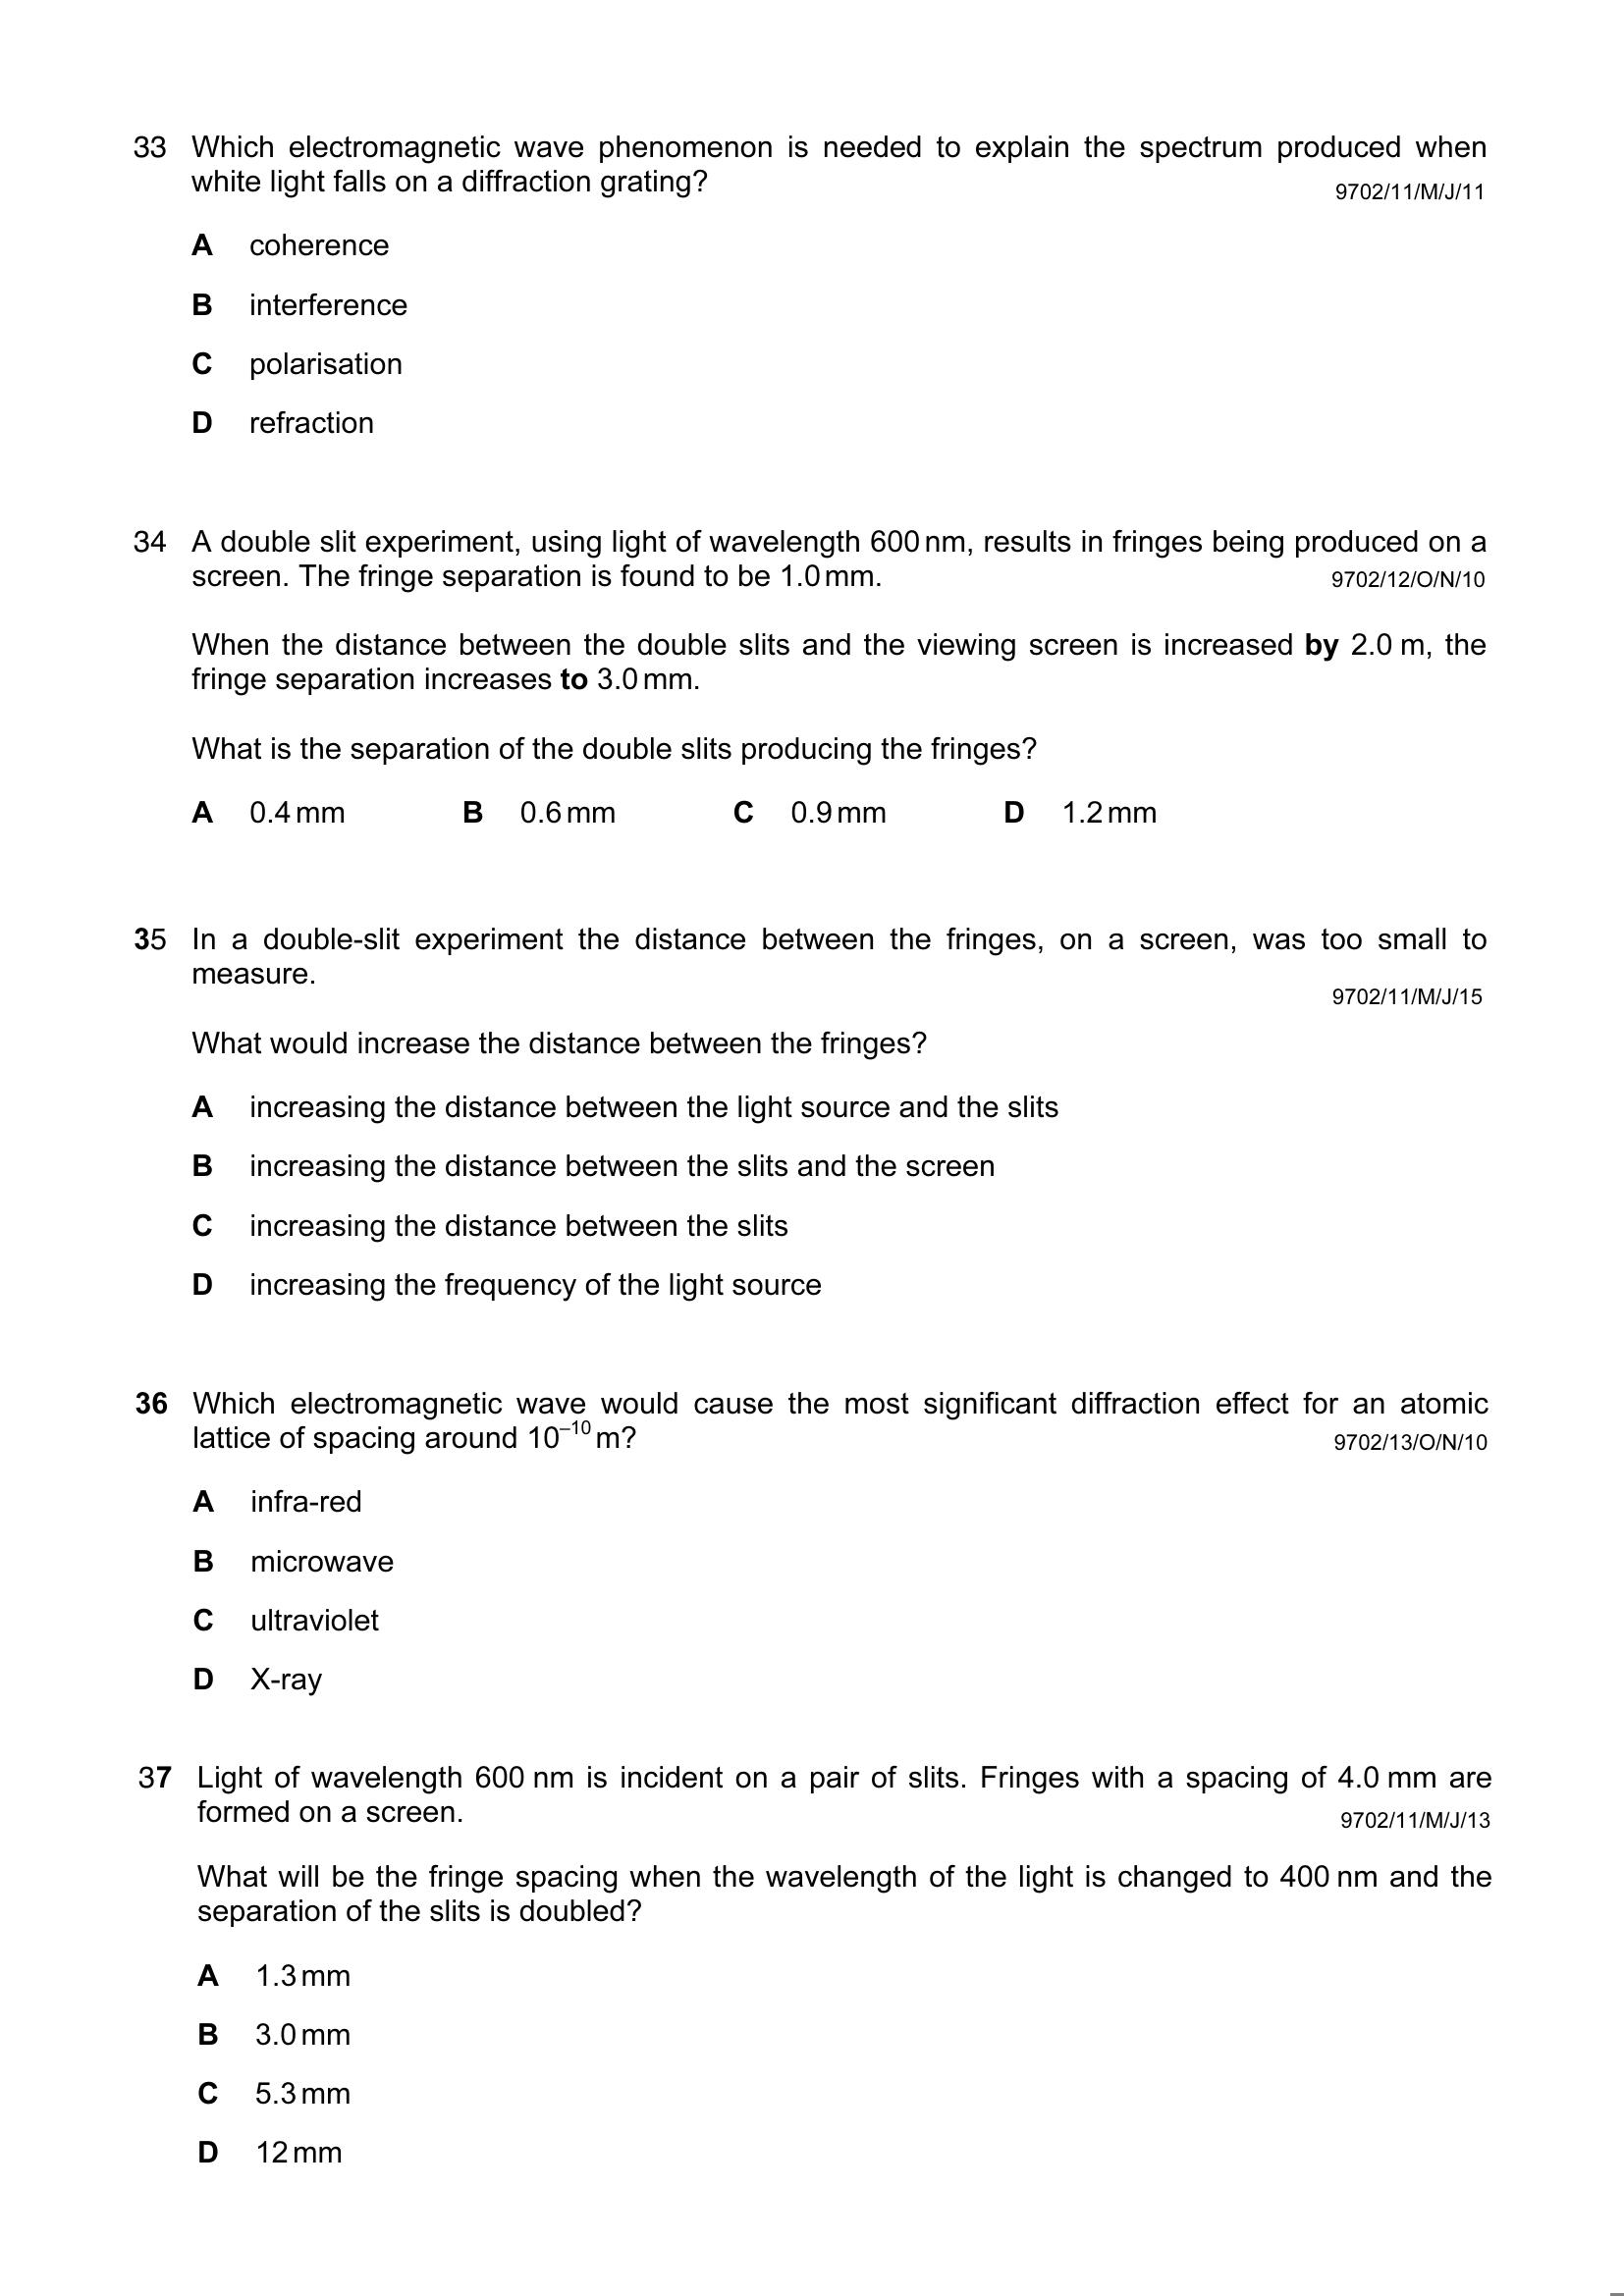 33 Which electromagnetic wave phenomenon is needed to explain the spectrum produced when
white light falls on a diffraction grating?
9702/11/M/J/11
A coherence
B interference
C polarisation
D refraction
34 A double slit experiment, using light of wavelength 600 nm, results in fringes being produced on a
screen. The fringe separation is found to be 1.0 mm.
9702/12/O/N/10
When the distance between the double slits and the viewing screen is increased by 2.0 m, the
fringe separation increases to 3.0 mm.
What is the separation of the double slits producing the fringes?
A 0.4 mm B 0.6 mm C 0.9 mm D 1.2 mm
35 In a double-slit experiment the distance between the fringes, on a screen, was too small to
measure.
9702/11/M/J/15
What would increase the distance between the fringes?
A increasing the distance between the light source and the slits
B increasing the distance between the slits and the screen
C increasing the distance between the slits
D increasing the frequency of the light source
36 Which electromagnetic wave would cause the most significant diffraction effect for an atomic
lattice of spacing around 10⁻¹⁰ m?
9702/13/O/N/10
A infra-red
B microwave
C ultraviolet
D X-ray
37 Light of wavelength 600 nm is incident on a pair of slits. Fringes with a spacing of 4.0 mm are
formed on a screen.
9702/11/M/J/13
What will be the fringe spacing when the wavelength of the light is changed to 400 nm and the
separation of the slits is doubled?
A 1.3 mm
B 3.0 mm
C 5.3 mm
D 12 mm